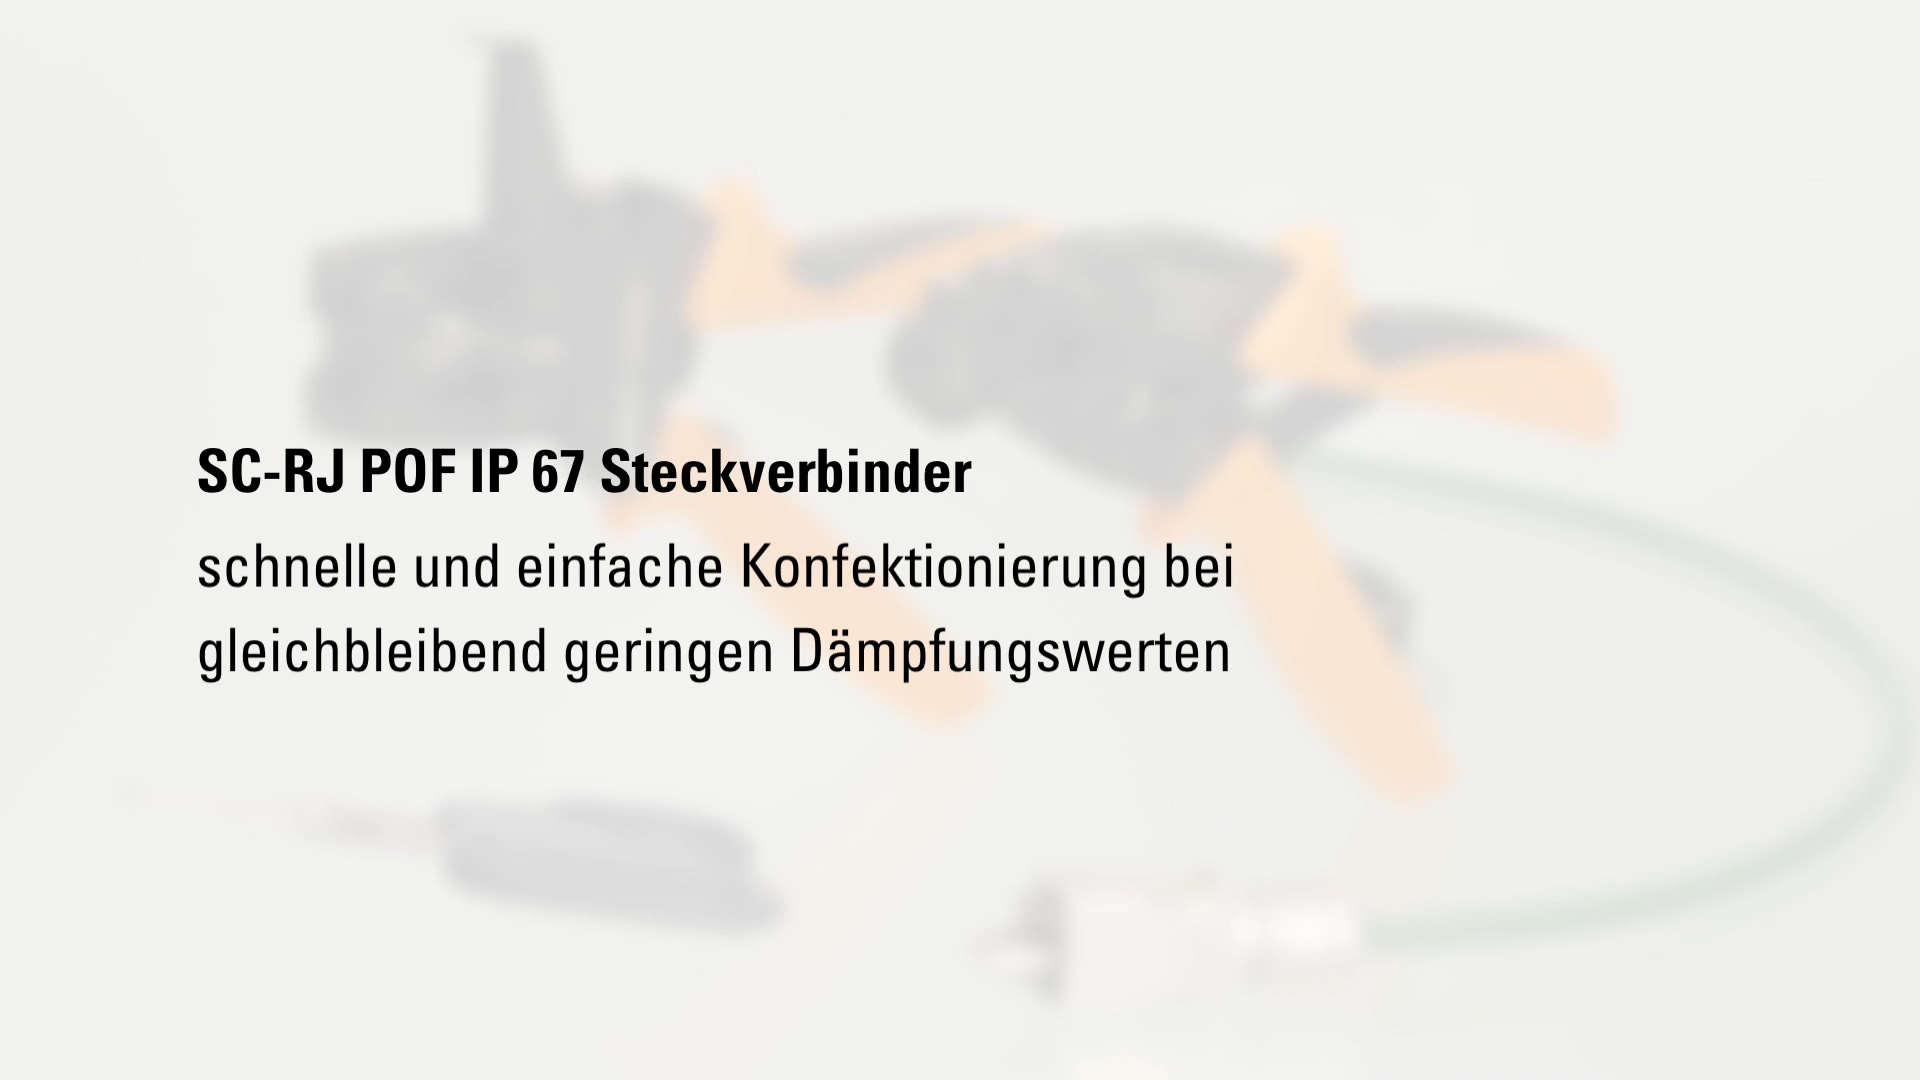 SC-RJ POF IP 67 Steckverbinder
schnelle und einfache Konfektionierung bei
gleichbleibend geringen Dämpfungswerten